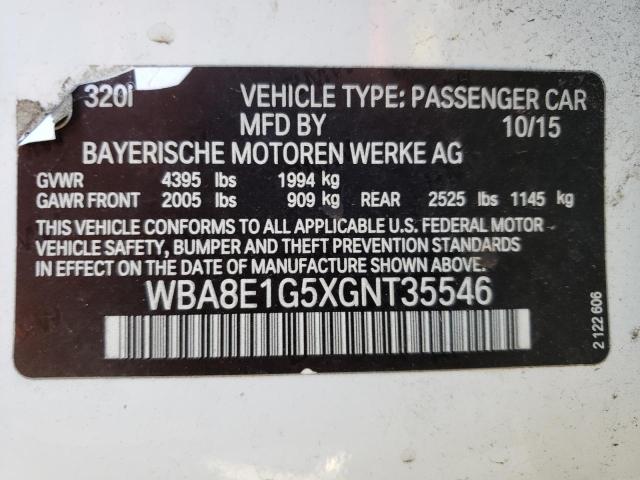 320I VEHICLE TYPE: PASSENGER CAR
MFD BY 10/15
BAYERISCHE MOTOREN WERKE AG
GVWR 4395 lbs 1994 kg
GAWR FRONT 2005 lbs 909 kg REAR 2525 lbs 1145 kg
THIS VEHICLE CONFORMS TO ALL APPLICABLE U.S. FEDERAL MOTOR
VEHICLE SAFETY, BUMPER AND THEFT PREVENTION STANDARDS
IN EFFECT ON THE DATE OF MANUFACTURE SHOWN ABOVE.
WBA8E1G5XGNT35546
2 122 606